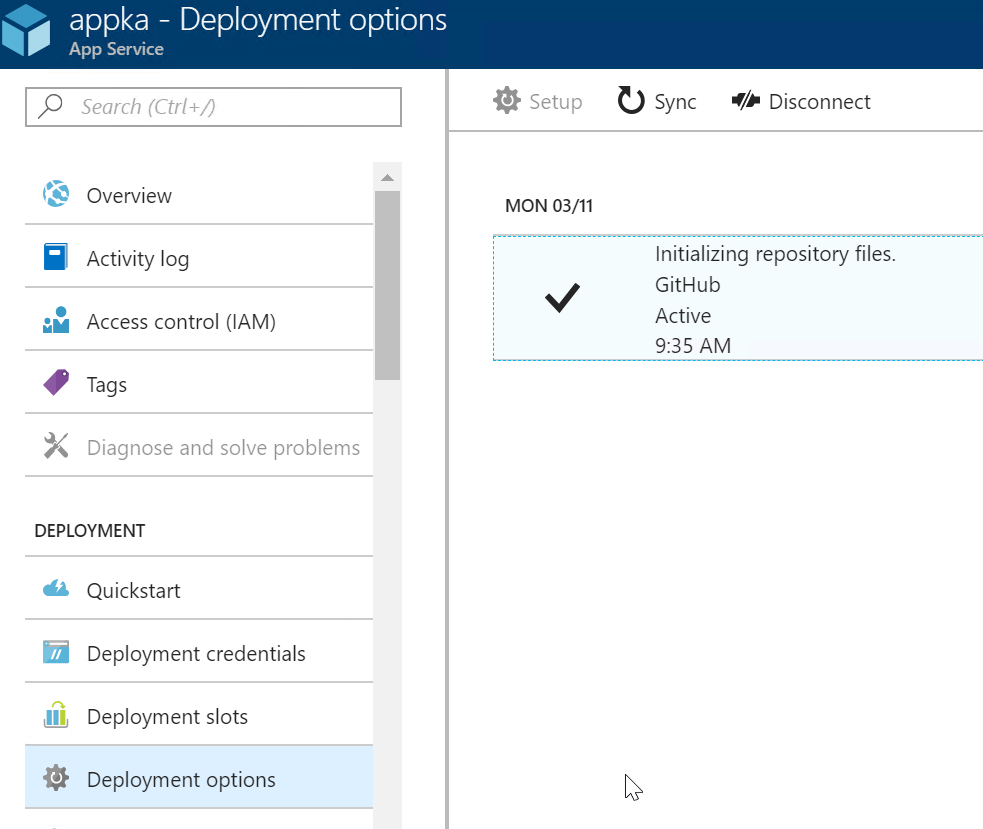 appka - Deployment options
App Service
Search (Ctrl+/)
Overview
Activity log
Access control (IAM)
Tags
Diagnose and solve problems
DEPLOYMENT
Quickstart
Deployment credentials
Deployment slots
Deployment options
Setup
Sync
Disconnect
MON 03/11
Initializing repository files.
GitHub
Active
9:35 AM